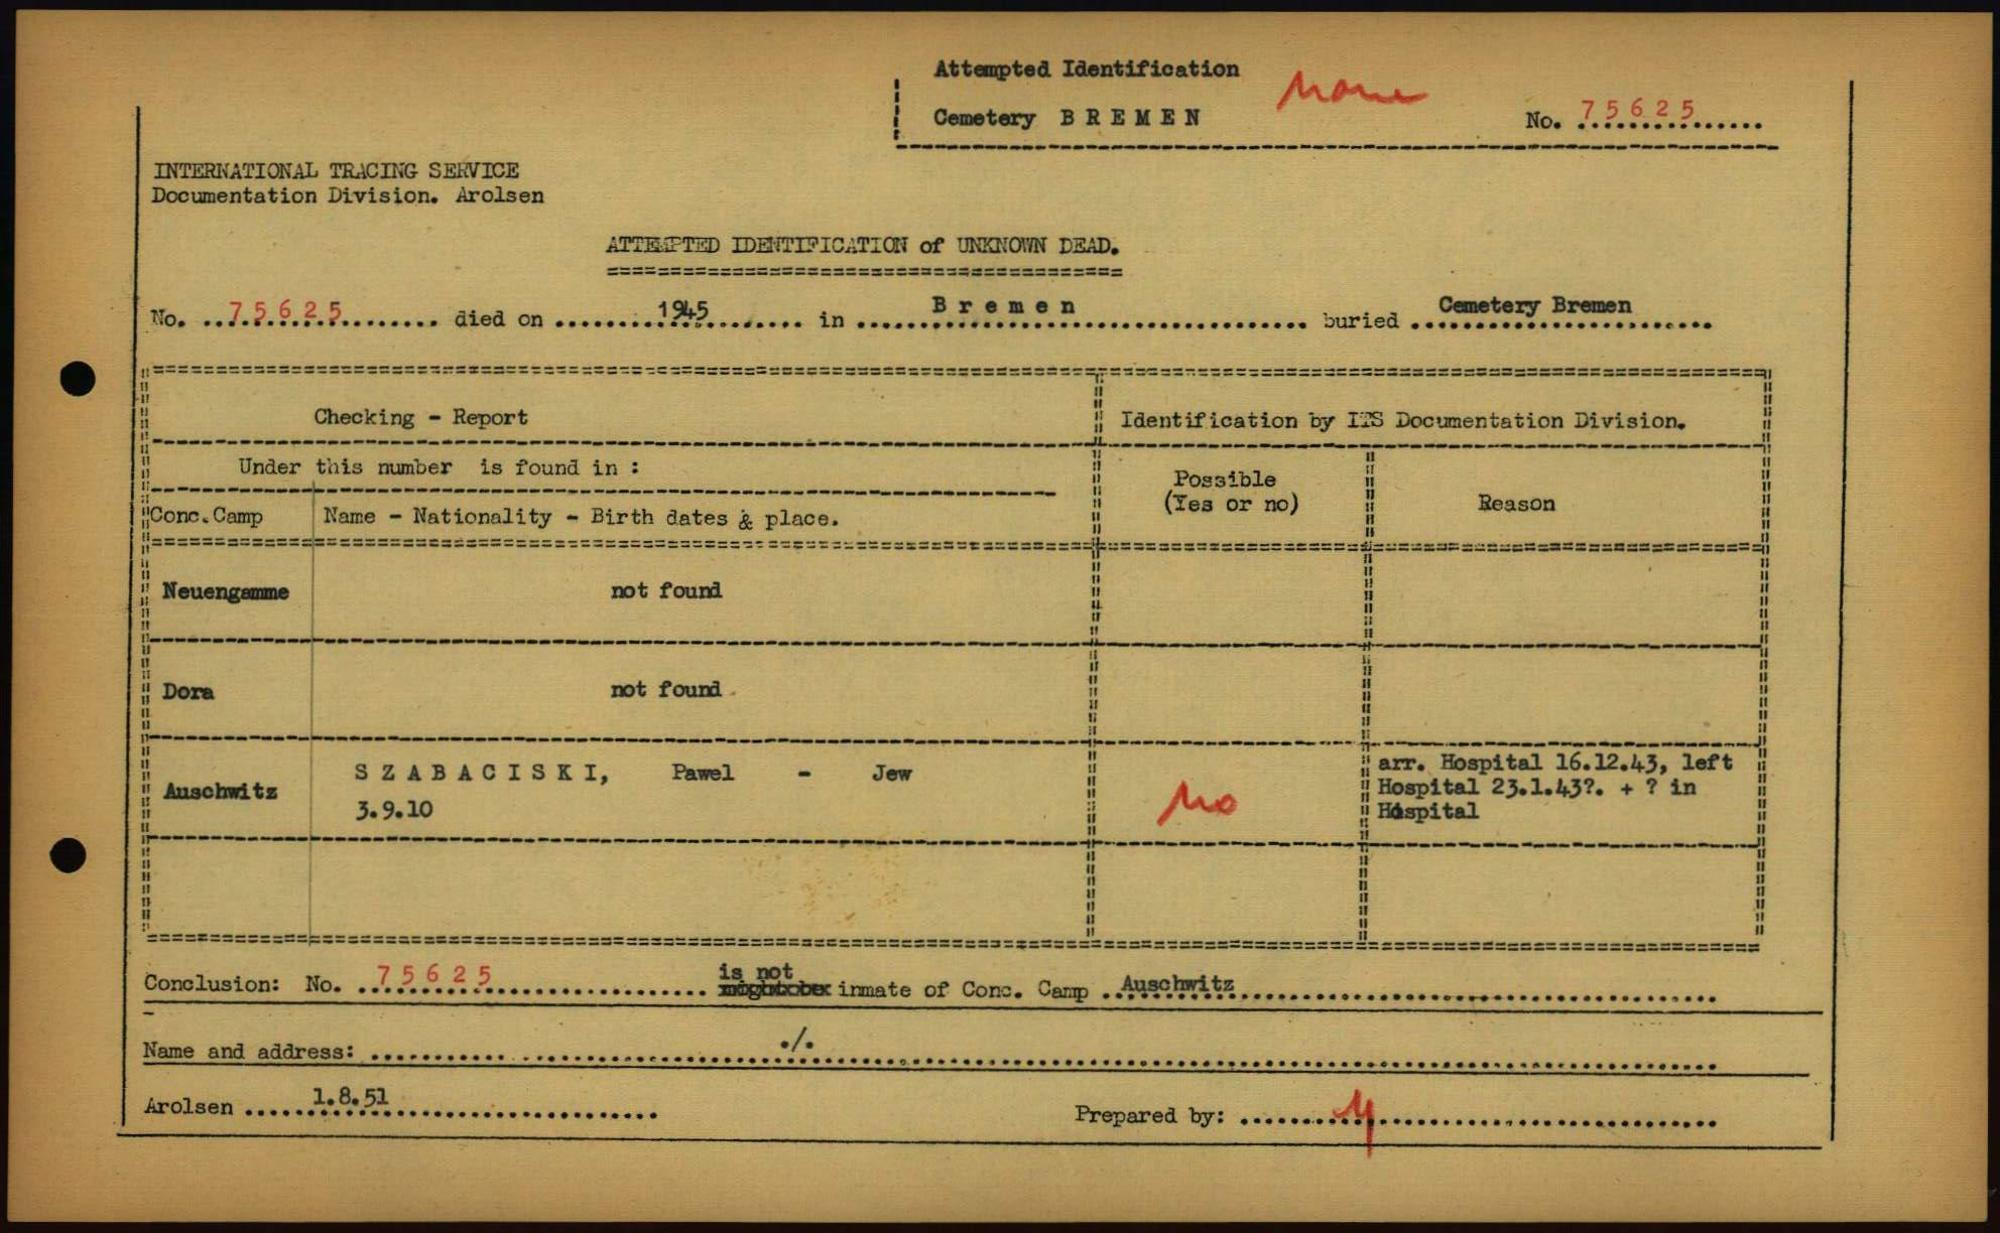 Attempted Identification
Cemetery B R E M E N
No. 75625
INTERNATIONAL TRACING SERVICE
Documentation Division. Arolsen
ATTEMPTED IDENTIFICATION of UNKNOWN DEAD.
No. 75625 died on 1945 in B r e m e n buried Cemetery Bremen
Checking - Report
Identification by ITS Documentation Division.
Under this number is found in :
Possible
(Yes or no)
Reason
Conc.Camp Name - Nationality - Birth dates & place.
Neuengamme not found
Dora not found
Auschwitz
S Z A B A C I S K I, Pawel - Jew
3.9.10
No
arr. Hospital 16.12.43, left
Hospital 23.1.43?. + ? in
Hospital
Conclusion: No. 75625 is not inmate of Conc. Camp Auschwitz
Name and address: ./.
Arolsen 1.8.51
Prepared by: